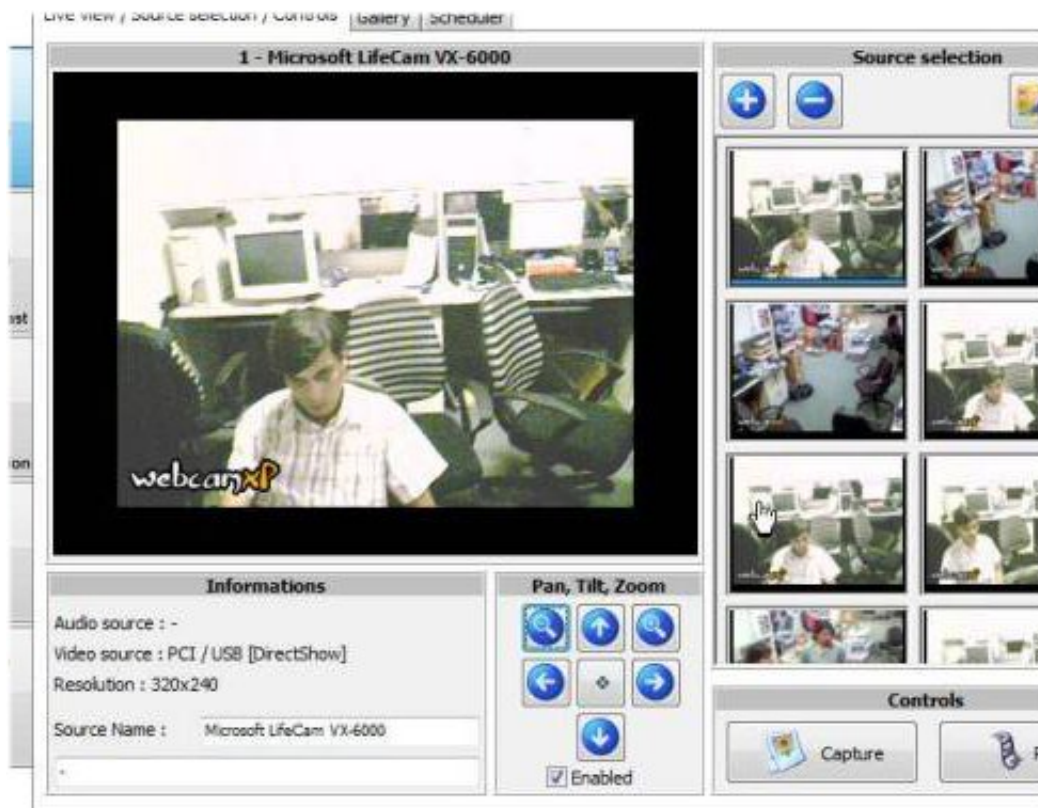 Live view / Source selection / Controls Gallery Scheduler
1 - Microsoft LifeCam VX-6000
Source selection
webcamXP
Informations
Pan, Tilt, Zoom
Audio source : -
Video source : PCI / USB [DirectShow]
Resolution : 320x240
Source Name : Microsoft LifeCam VX-6000
-
Enabled
Controls
Capture